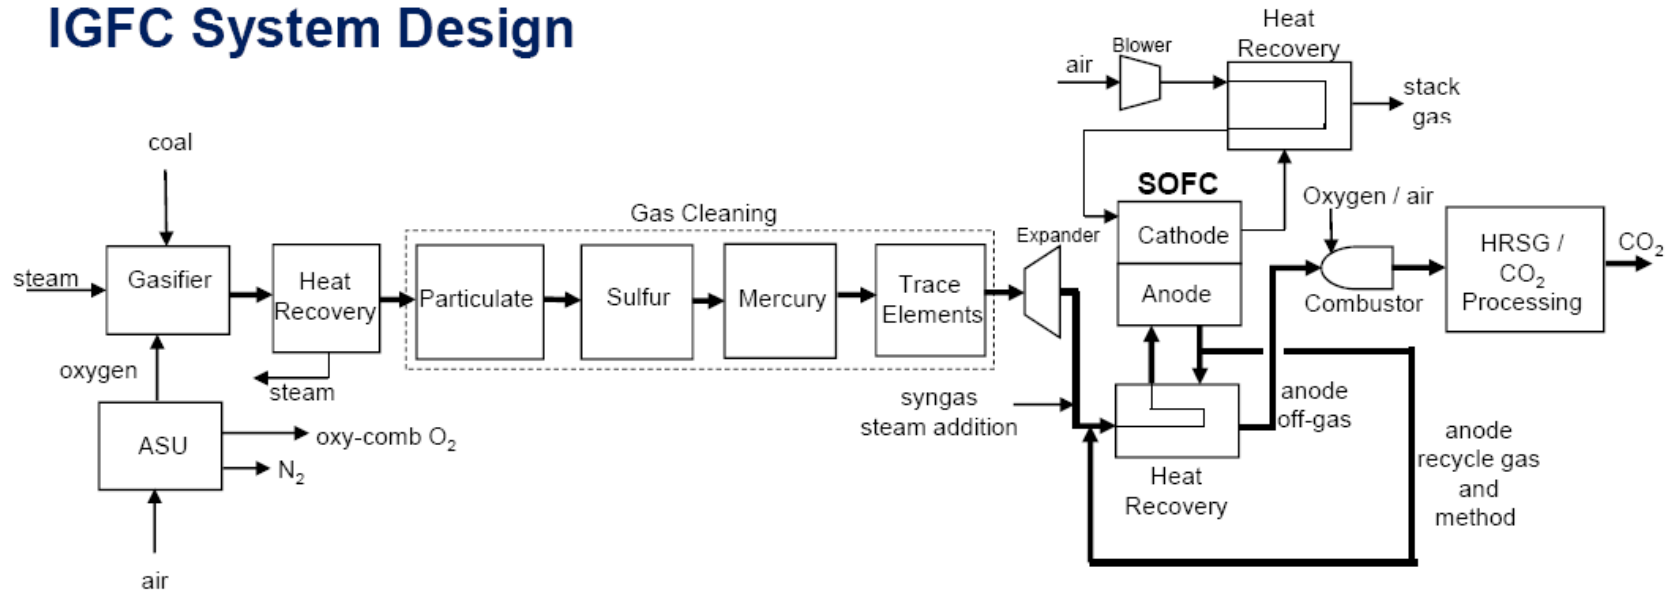 IGFC System Design
Heat
Recovery
Blower
air
stack
gas
coal
SOFC
Oxygen / air
Gas Cleaning
Expander
Cathode
HRSG /
CO2
Processing
CO2
steam
Gasifier
Heat
Recovery
Particulate
Sulfur
Mercury
Trace
Elements
Anode
Combustor
oxygen
steam
syngas
steam addition
anode
off-gas
ASU
oxy-comb O2
N2
anode
recycle gas
and
method
Heat
Recovery
air